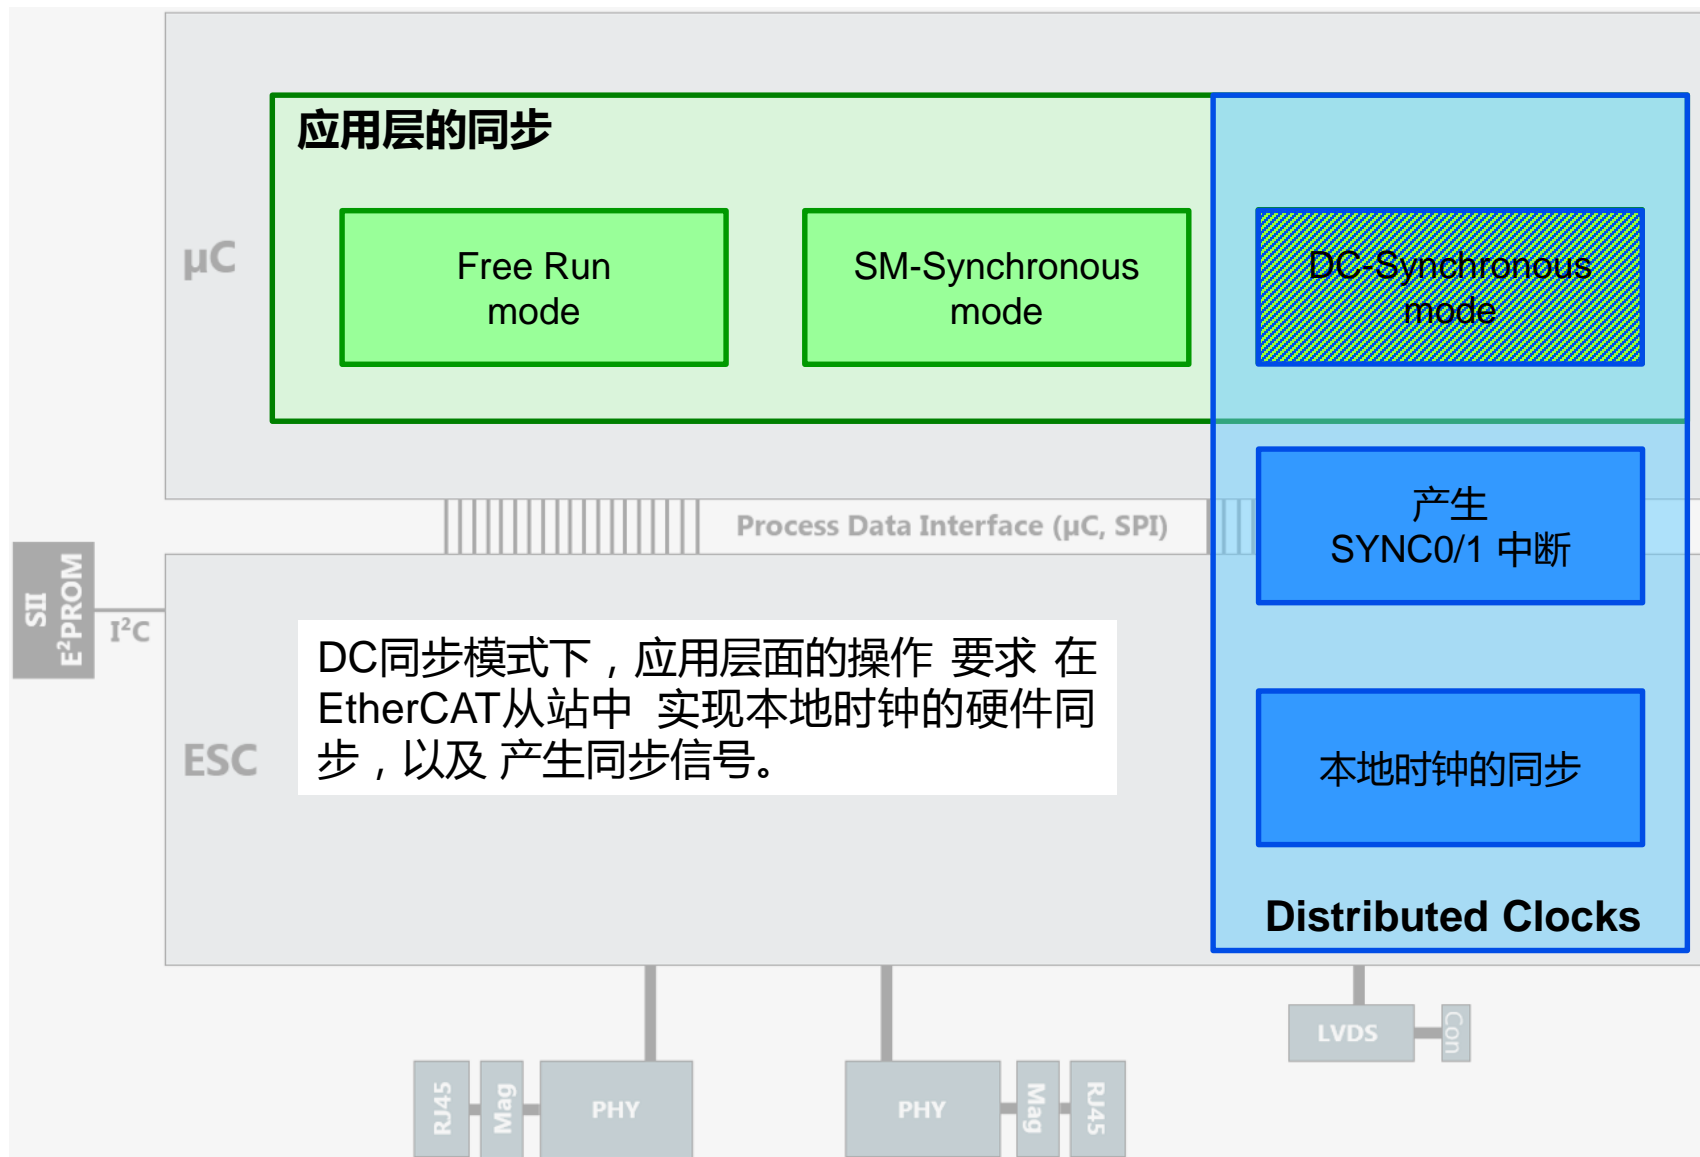 应用层的同步
μC
Free Run
mode
SM-Synchronous
mode
DC-Synchronous
mode
产生
SYNC0/1 中断
Process Data Interface (μC, SPI)
SII
E²PROM
I²C
DC同步模式下，应用层面的操作 要求 在
EtherCAT从站中 实现本地时钟的硬件同
步，以及 产生同步信号。
ESC
本地时钟的同步
Distributed Clocks
LVDS
Con
RJ45
Mag
PHY
PHY
Mag
RJ45